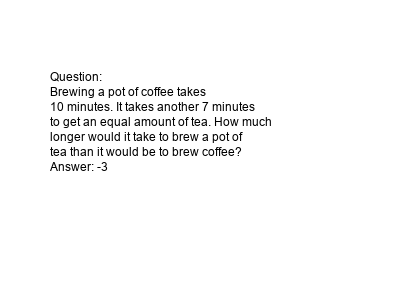 Question:
Brewing a pot of coffee takes
10 minutes. It takes another 7 minutes
to get an equal amount of tea. How much
longer would it take to brew a pot of
tea than it would be to brew coffee?
Answer: -3